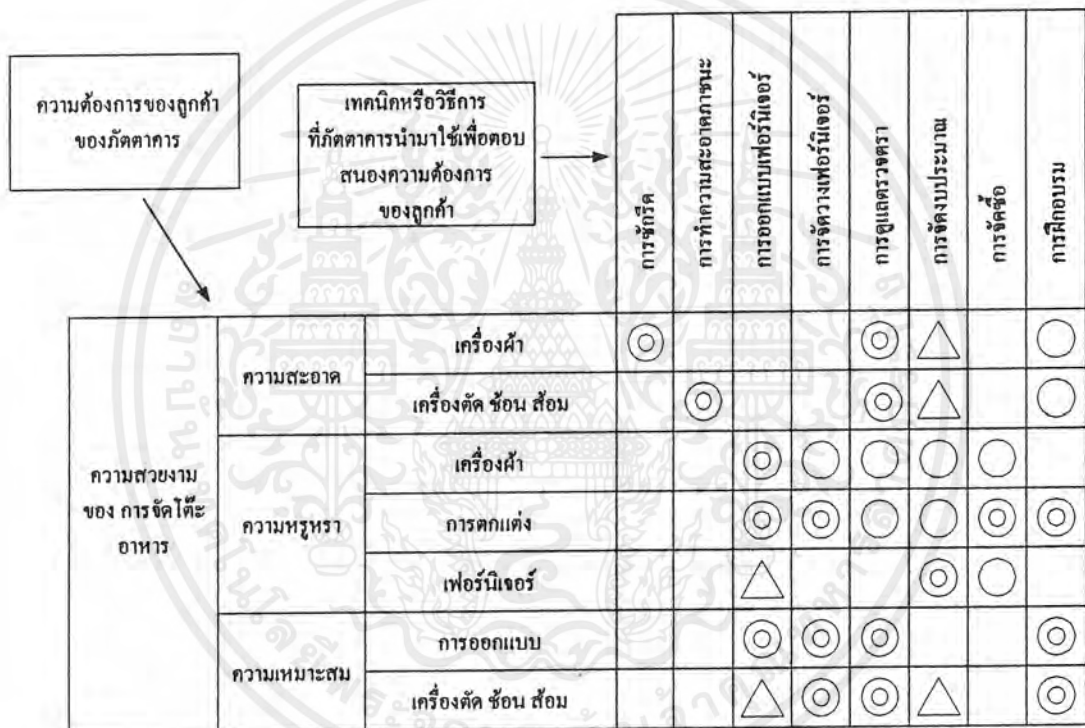 ความต้องการของลูกค้า
ของภัตตาคาร
เทคนิคหรือวิธีการ
ที่ภัตตาคารนำมาใช้เพื่อตอบ
สนองความต้องการ
ของลูกค้า
การซักรีด
การทำความสะอาดภาชนะ
การออกแบบเฟอร์นิเจอร์
การจัดวางเฟอร์นิเจอร์
การดูแลตรวจตรา
การจัดงบประมาณ
การจัดซื้อ
การฝึกอบรม
ความสวยงาม
ของ การจัดโต๊ะ
อาหาร
ความสะอาด
เครื่องผ้า
เครื่องตัด ช้อน ส้อม
ความหรูหรา
เครื่องผ้า
การตกแต่ง
เฟอร์นิเจอร์
ความเหมาะสม
การออกแบบ
เครื่องตัด ช้อน ส้อม